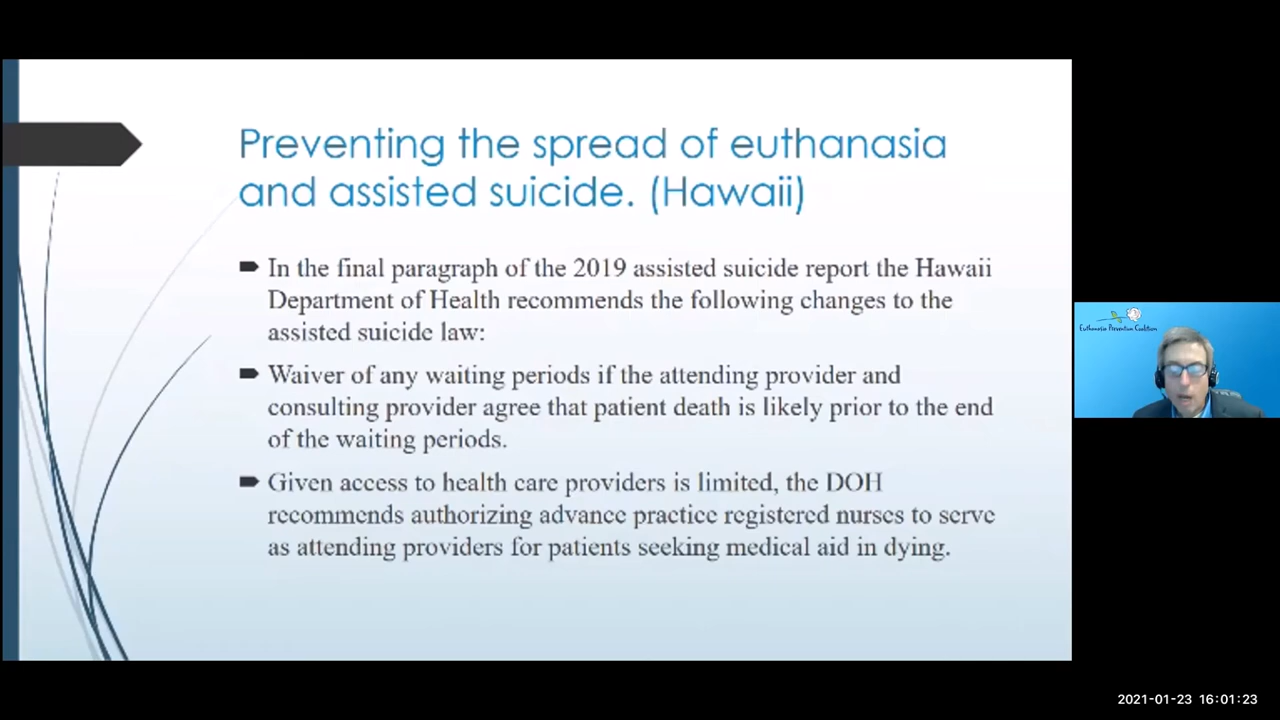 Preventing the spread of euthanasia
and assisted suicide. (Hawaii)
In the final paragraph of the 2019 assisted suicide report the Hawaii
Department of Health recommends the following changes to the
assisted suicide law:
Waiver of any waiting periods if the attending provider and
consulting provider agree that patient death is likely prior to the end
of the waiting periods.
Given access to health care providers is limited, the DOH
recommends authorizing advance practice registered nurses to serve
as attending providers for patients seeking medical aid in dying.
Euthanasia Prevention Coalition
2021-01-23 16:01:23